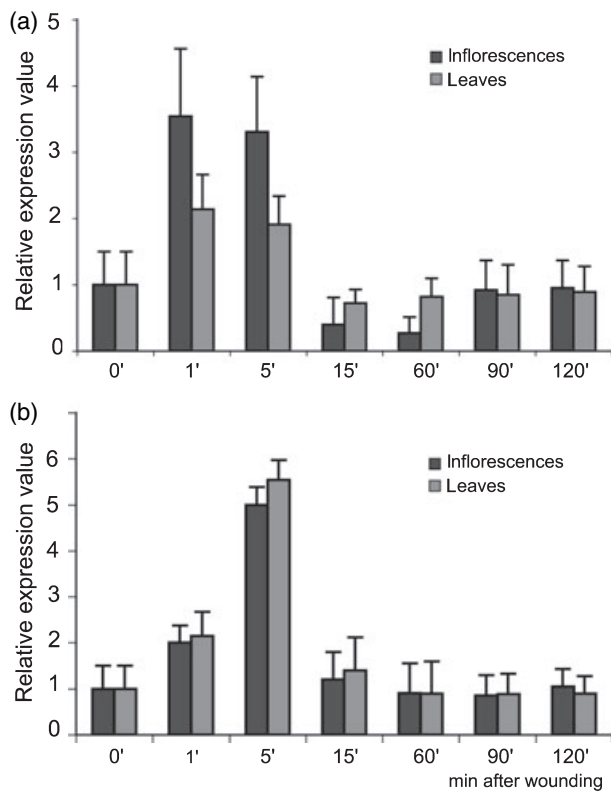 (a)
Relative expression value
5
4
3
2
1
0
Inflorescences
Leaves
0' 1' 5' 15' 60' 90' 120'
(b)
Relative expression value
6
5
4
3
2
1
0
Inflorescences
Leaves
0' 1' 5' 15' 60' 90' 120'
min after wounding